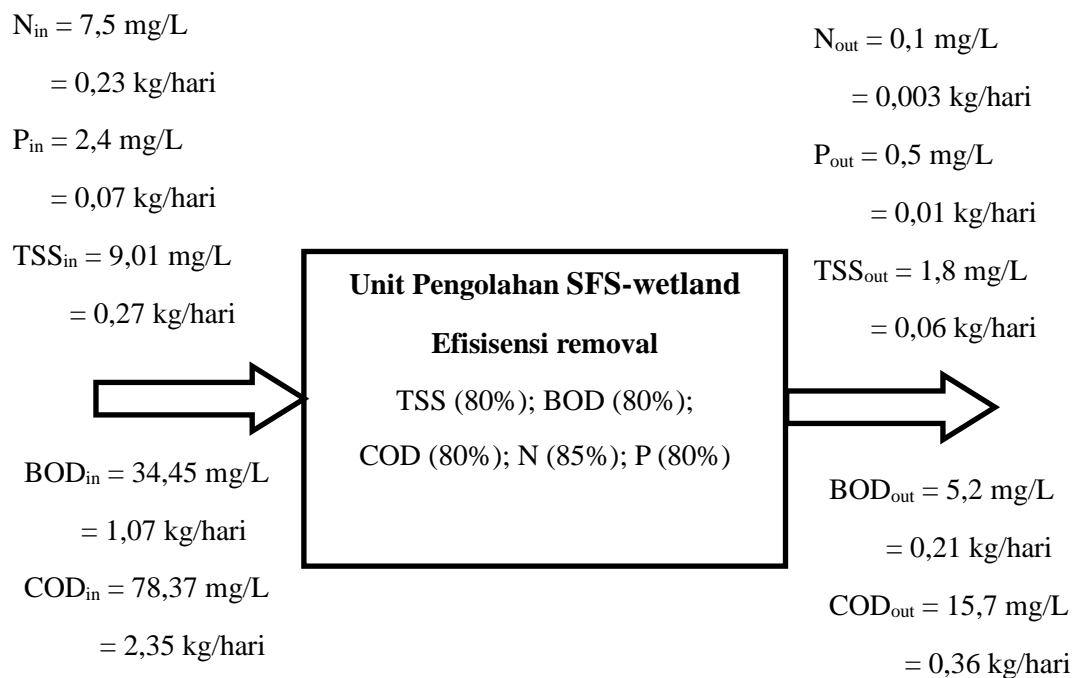 N_in = 7,5 mg/L
= 0,23 kg/hari
P_in = 2,4 mg/L
= 0,07 kg/hari
TSS_in = 9,01 mg/L
= 0,27 kg/hari
BOD_in = 34,45 mg/L
= 1,07 kg/hari
COD_in = 78,37 mg/L
= 2,35 kg/hari
Unit Pengolahan SFS-wetland
Efisisensi removal
TSS (80%); BOD (80%);
COD (80%); N (85%); P (80%)
N_out = 0,1 mg/L
= 0,003 kg/hari
P_out = 0,5 mg/L
= 0,01 kg/hari
TSS_out = 1,8 mg/L
= 0,06 kg/hari
BOD_out = 5,2 mg/L
= 0,21 kg/hari
COD_out = 15,7 mg/L
= 0,36 kg/hari